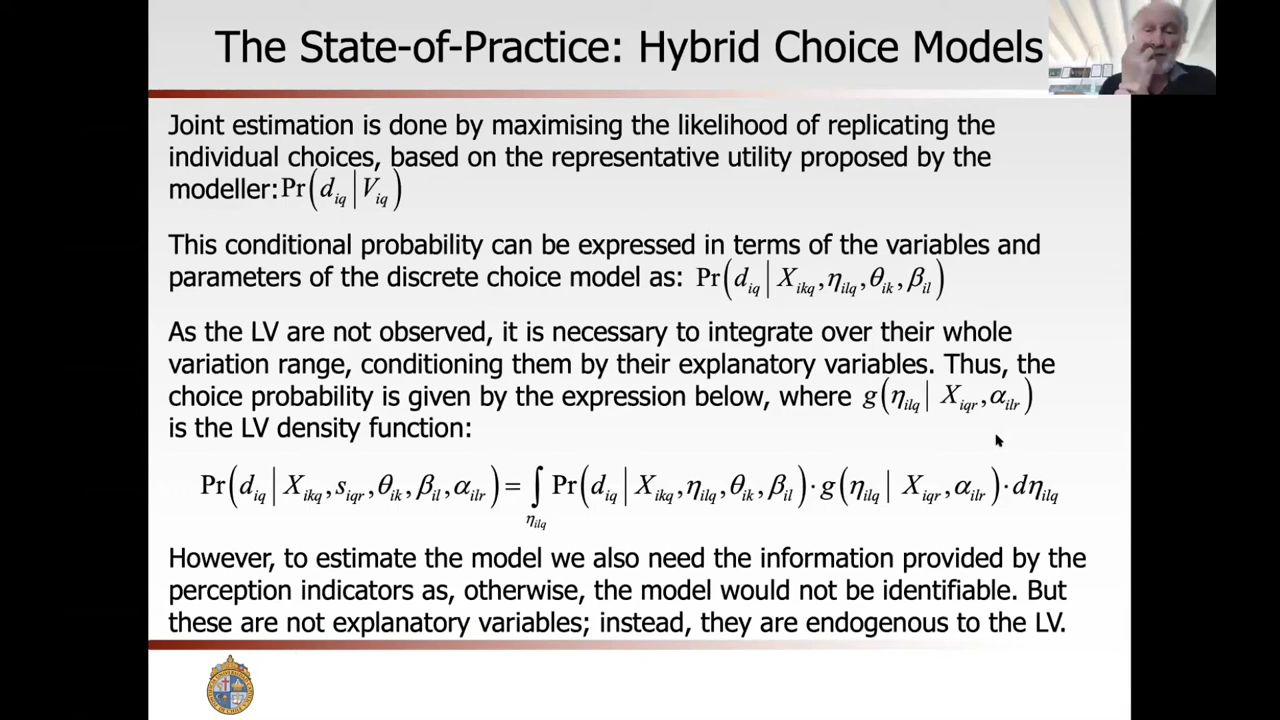 The State-of-Practice: Hybrid Choice Models
Joint estimation is done by maximising the likelihood of replicating the
individual choices, based on the representative utility proposed by the
modeller: Pr(d_iq | V_iq)
This conditional probability can be expressed in terms of the variables and
parameters of the discrete choice model as: Pr(d_iq | X_ikq, η_ilq, θ_ik, β_il)
As the LV are not observed, it is necessary to integrate over their whole
variation range, conditioning them by their explanatory variables. Thus, the
choice probability is given by the expression below, where g(η_ilq | X_iqr, α_ilr)
is the LV density function:
Pr(d_iq | X_ikq, s_iqr, θ_ik, β_il, α_ilr) = ∫_η_ilq Pr(d_iq | X_ikq, η_ilq, θ_ik, β_il) · g(η_ilq | X_iqr, α_ilr) · dη_ilq
However, to estimate the model we also need the information provided by the
perception indicators as, otherwise, the model would not be identifiable. But
these are not explanatory variables; instead, they are endogenous to the LV.